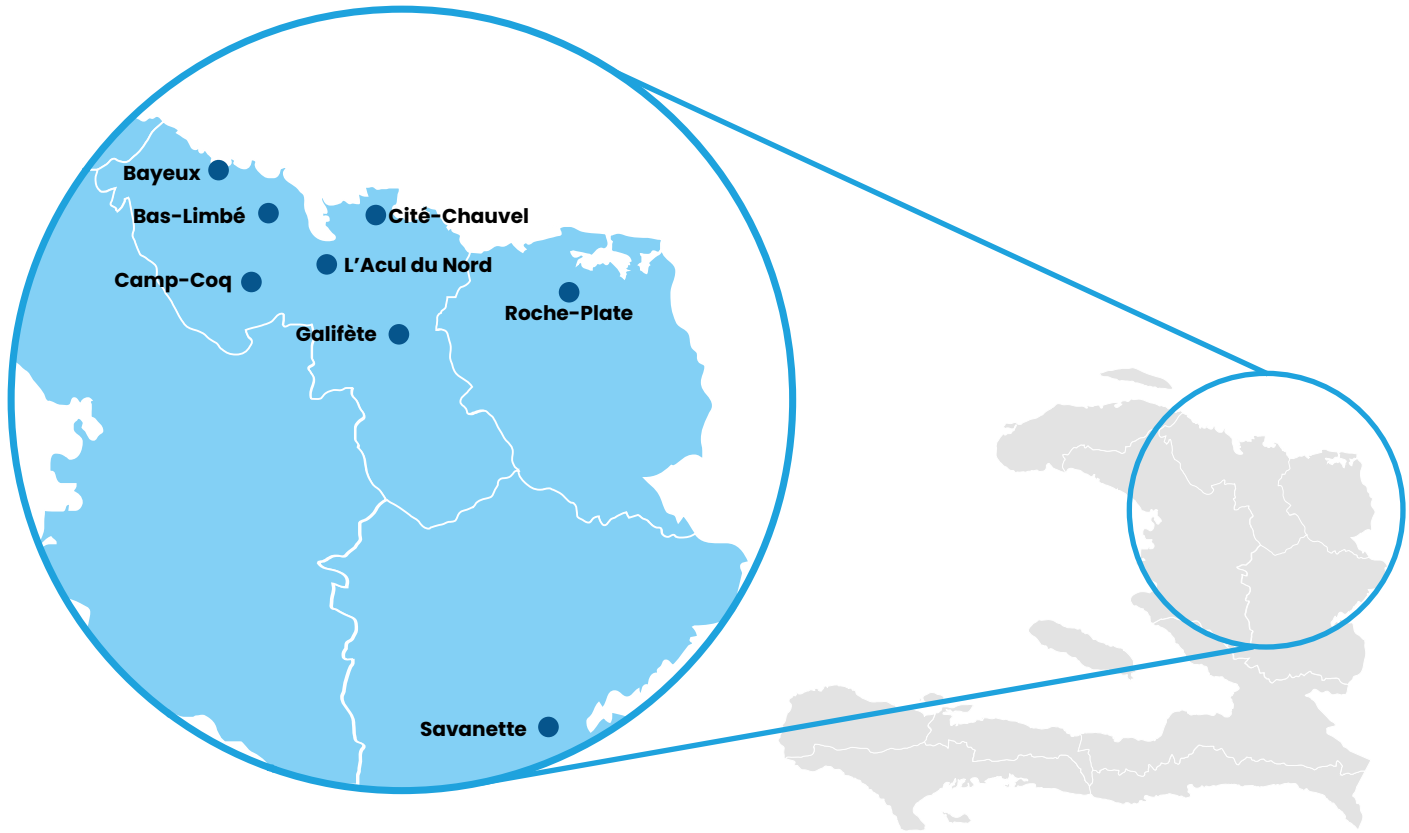 Bayeux
Bas-Limbé
Cité-Chauvel
L’Acul du Nord
Camp-Coq
Roche-Plate
Galifète
Savanette